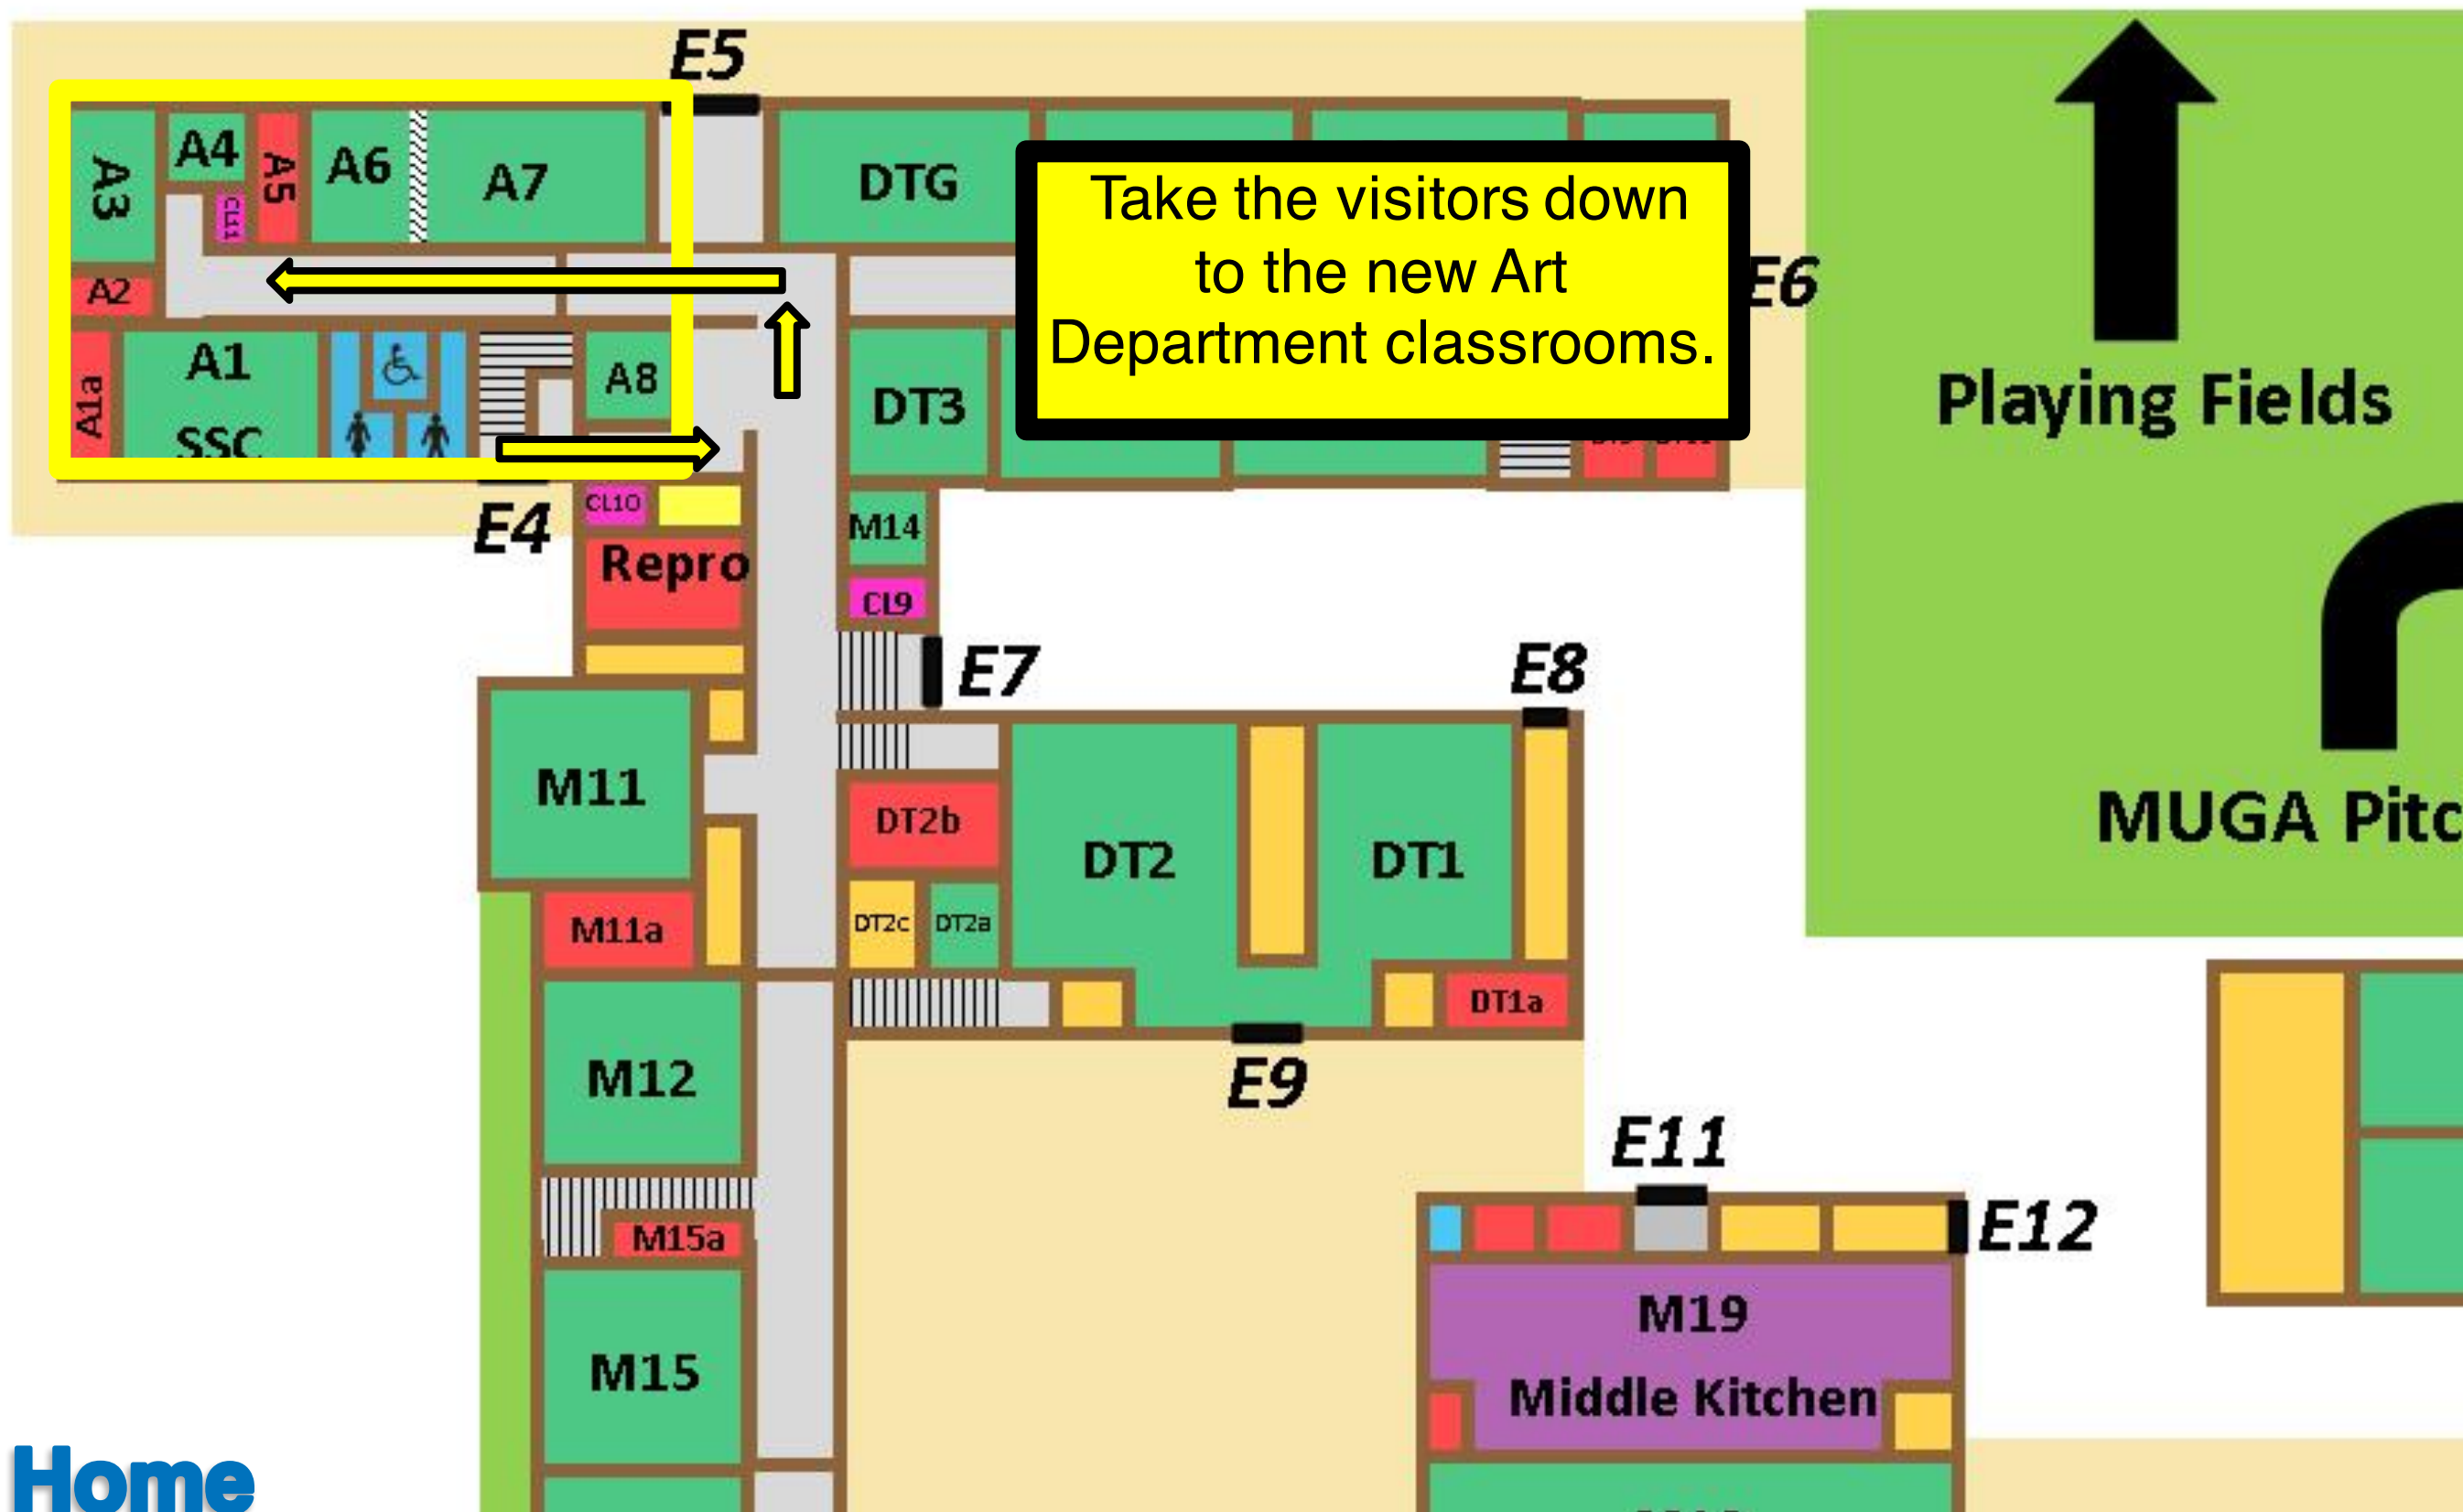 E5
A3
A4
A5
A6
A7
CL11
DTG
Take the visitors down
to the new Art
Department classrooms.
E6
A2
A1a
A1
SSC
A8
DT3
Playing Fields
E4
CL10
M14
Repro
CL9
E7
E8
M11
DT2b
DT2
DT1
MUGA Pitc
M11a
DT2c
DT2a
DT1a
M12
E9
E11
M15a
E12
M19
Middle Kitchen
M15
Home